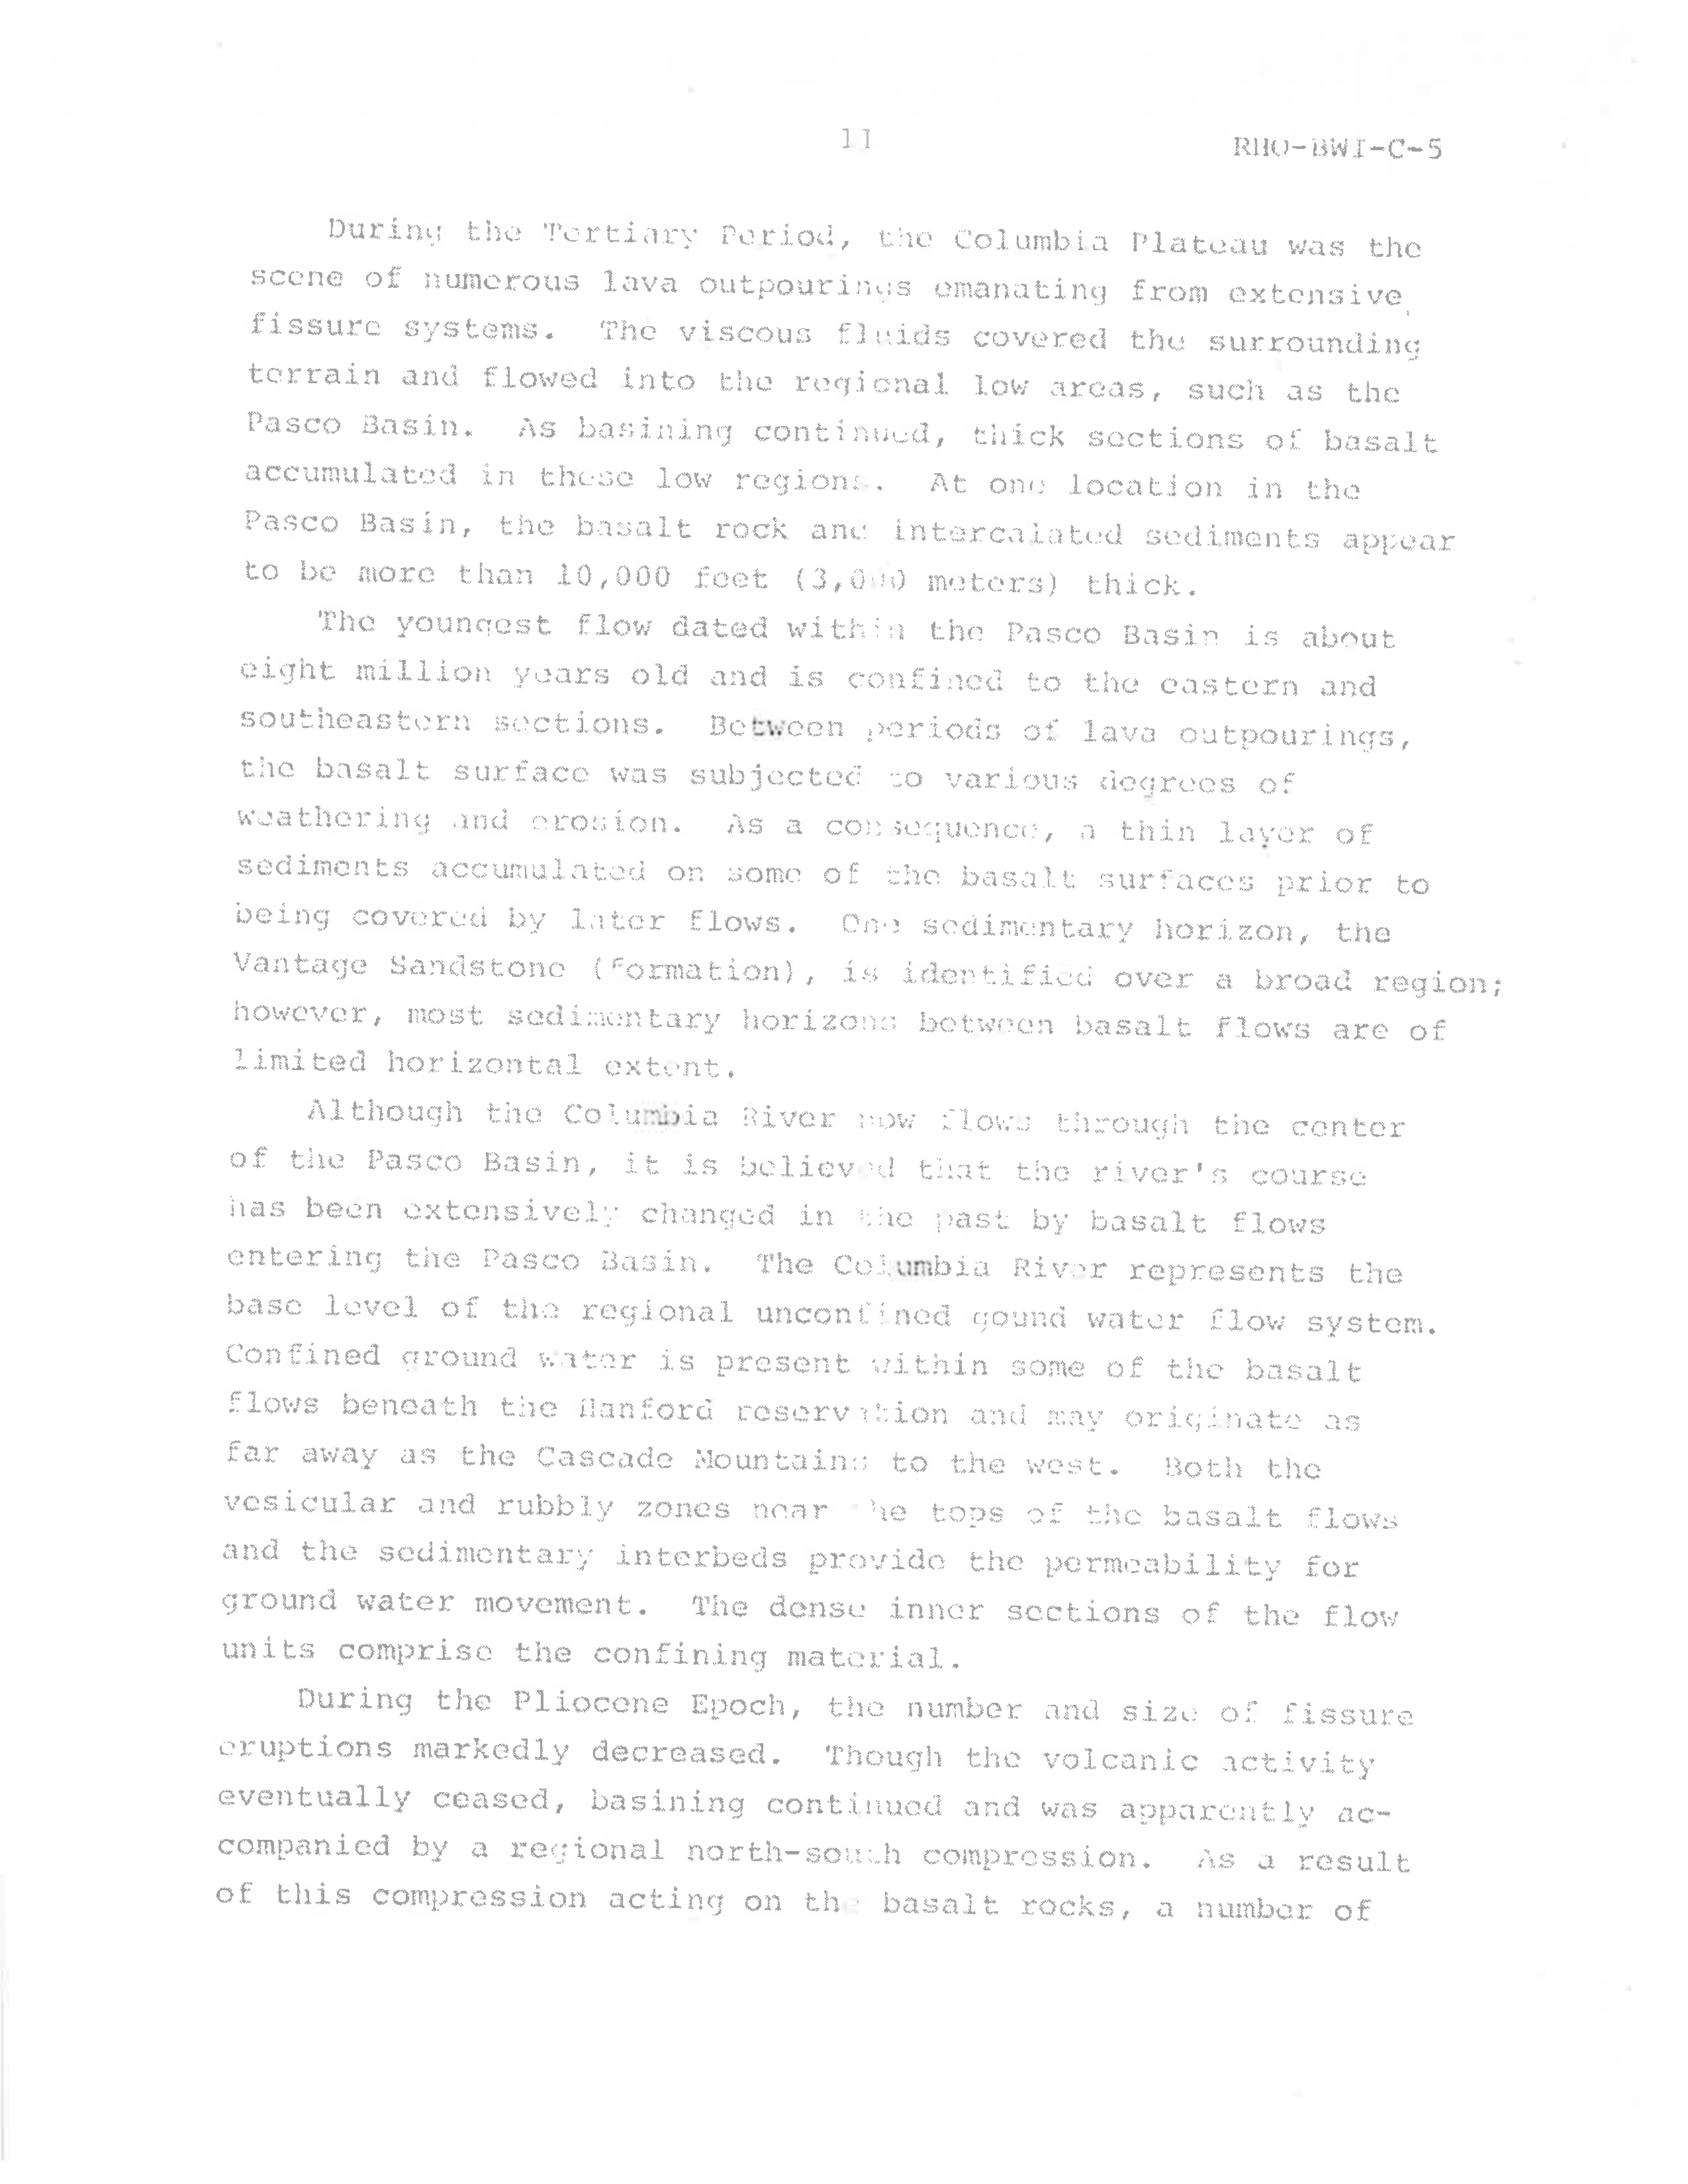 11
RHO-BWI-C-5
During the Tertiary Period, the Columbia Plateau was the
scene of numerous lava outpourings emanating from extensive
fissure systems. The viscous fluids covered the surrounding
terrain and flowed into the regional low areas, such as the
Pasco Basin. As basining continued, thick sections of basalt
accumulated in these low regions. At one location in the
Pasco Basin, the basalt rock and intercalated sediments appear
to be more than 10,000 feet (3,000 meters) thick.
The youngest flow dated within the Pasco Basin is about
eight million years old and is confined to the eastern and
southeastern sections. Between periods of lava outpourings,
the basalt surface was subjected to various degrees of
weathering and erosion. As a consequence, a thin layer of
sediments accumulated on some of the basalt surfaces prior to
being covered by later flows. One sedimentary horizon, the
Vantage Sandstone (Formation), is identified over a broad region;
however, most sedimentary horizons between basalt flows are of
limited horizontal extent.
Although the Columbia River now flows through the center
of the Pasco Basin, it is believed that the river's course
has been extensively changed in the past by basalt flows
entering the Pasco Basin. The Columbia River represents the
base level of the regional unconfined gound water flow system.
Confined ground water is present within some of the basalt
flows beneath the Hanford reservation and may originate as
far away as the Cascade Mountains to the west. Both the
vesicular and rubbly zones near the tops of the basalt flows
and the sedimentary interbeds provide the permeability for
ground water movement. The dense inner sections of the flow
units comprise the confining material.
During the Pliocene Epoch, the number and size of fissure
eruptions markedly decreased. Though the volcanic activity
eventually ceased, basining continued and was apparently ac-
companied by a regional north-south compression. As a result
of this compression acting on the basalt rocks, a number of